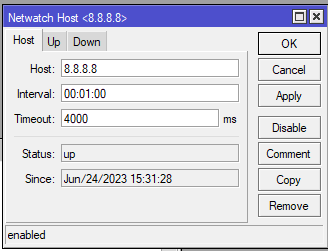 Netwatch Host <8.8.8.8>
Host Up Down
Host: 8.8.8.8
Interval: 00:01:00
Timeout: 4000 ms
Status: up
Since: Jun/24/2023 15:31:28
OK
Cancel
Apply
Disable
Comment
Copy
Remove
enabled